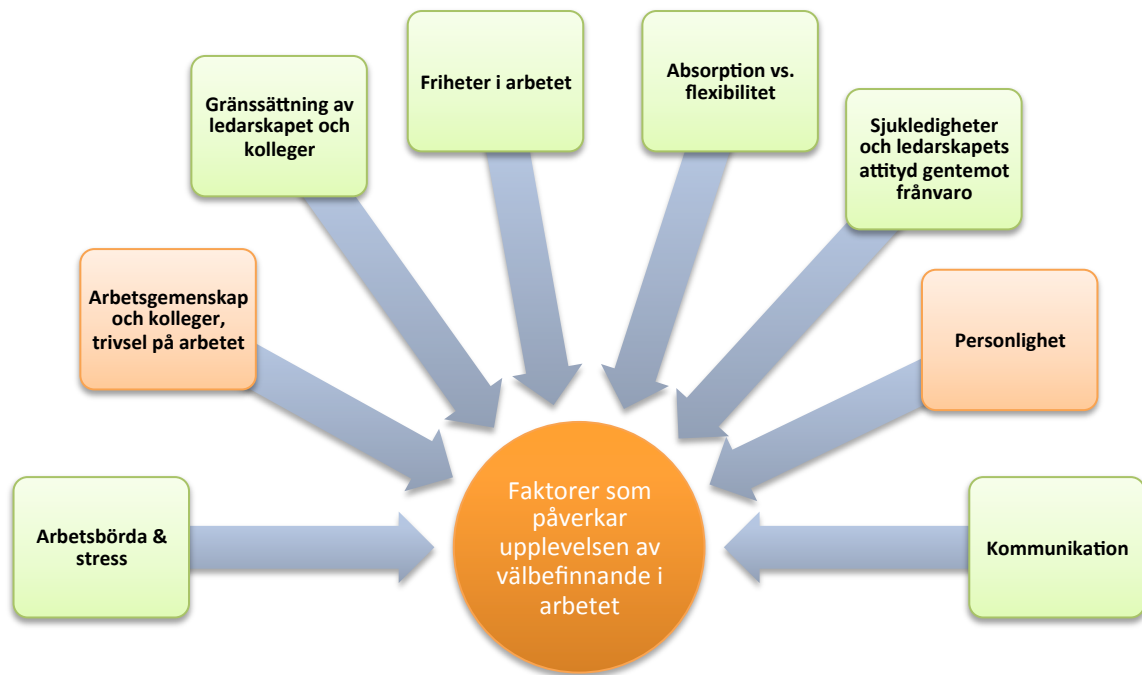 Friheter i arbetet
Absorption vs.
flexibilitet
Gränssättning av
ledarskapet och
kolleger
Sjukledigheter
och ledarskapets
attityd gentemot
frånvaro
Arbetsgemenskap
och kolleger,
trivsel på arbetet
Personlighet
Arbetsbörda &
stress
Faktorer som
påverkar
upplevelsen av
välbefinnande i
arbetet
Kommunikation